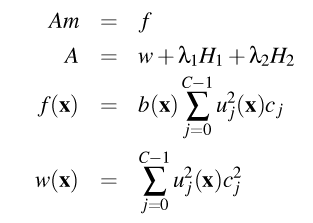 Am = f
A = w + λ₁H₁ + λ₂H₂
f(x) = b(x) ∑_{j=0}^{C−1} u_j^2(x)c_j
w(x) = ∑_{j=0}^{C−1} u_j^2(x)c_j^2